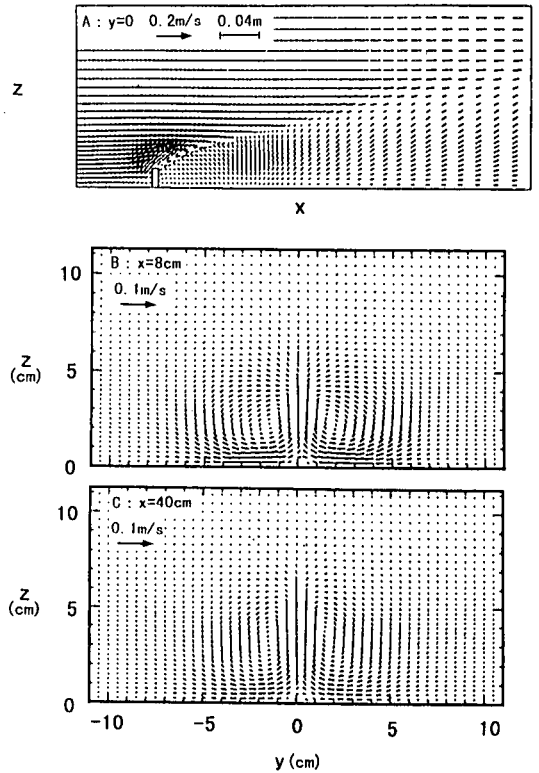 A : y=0 0.2m/s 0.04m
Z
X
B : x=8cm
0.1m/s
10
5
0
Z
(cm)
C : x=40cm
0.1m/s
10
5
0
Z
(cm)
-10 -5 0 5 10
y (cm)